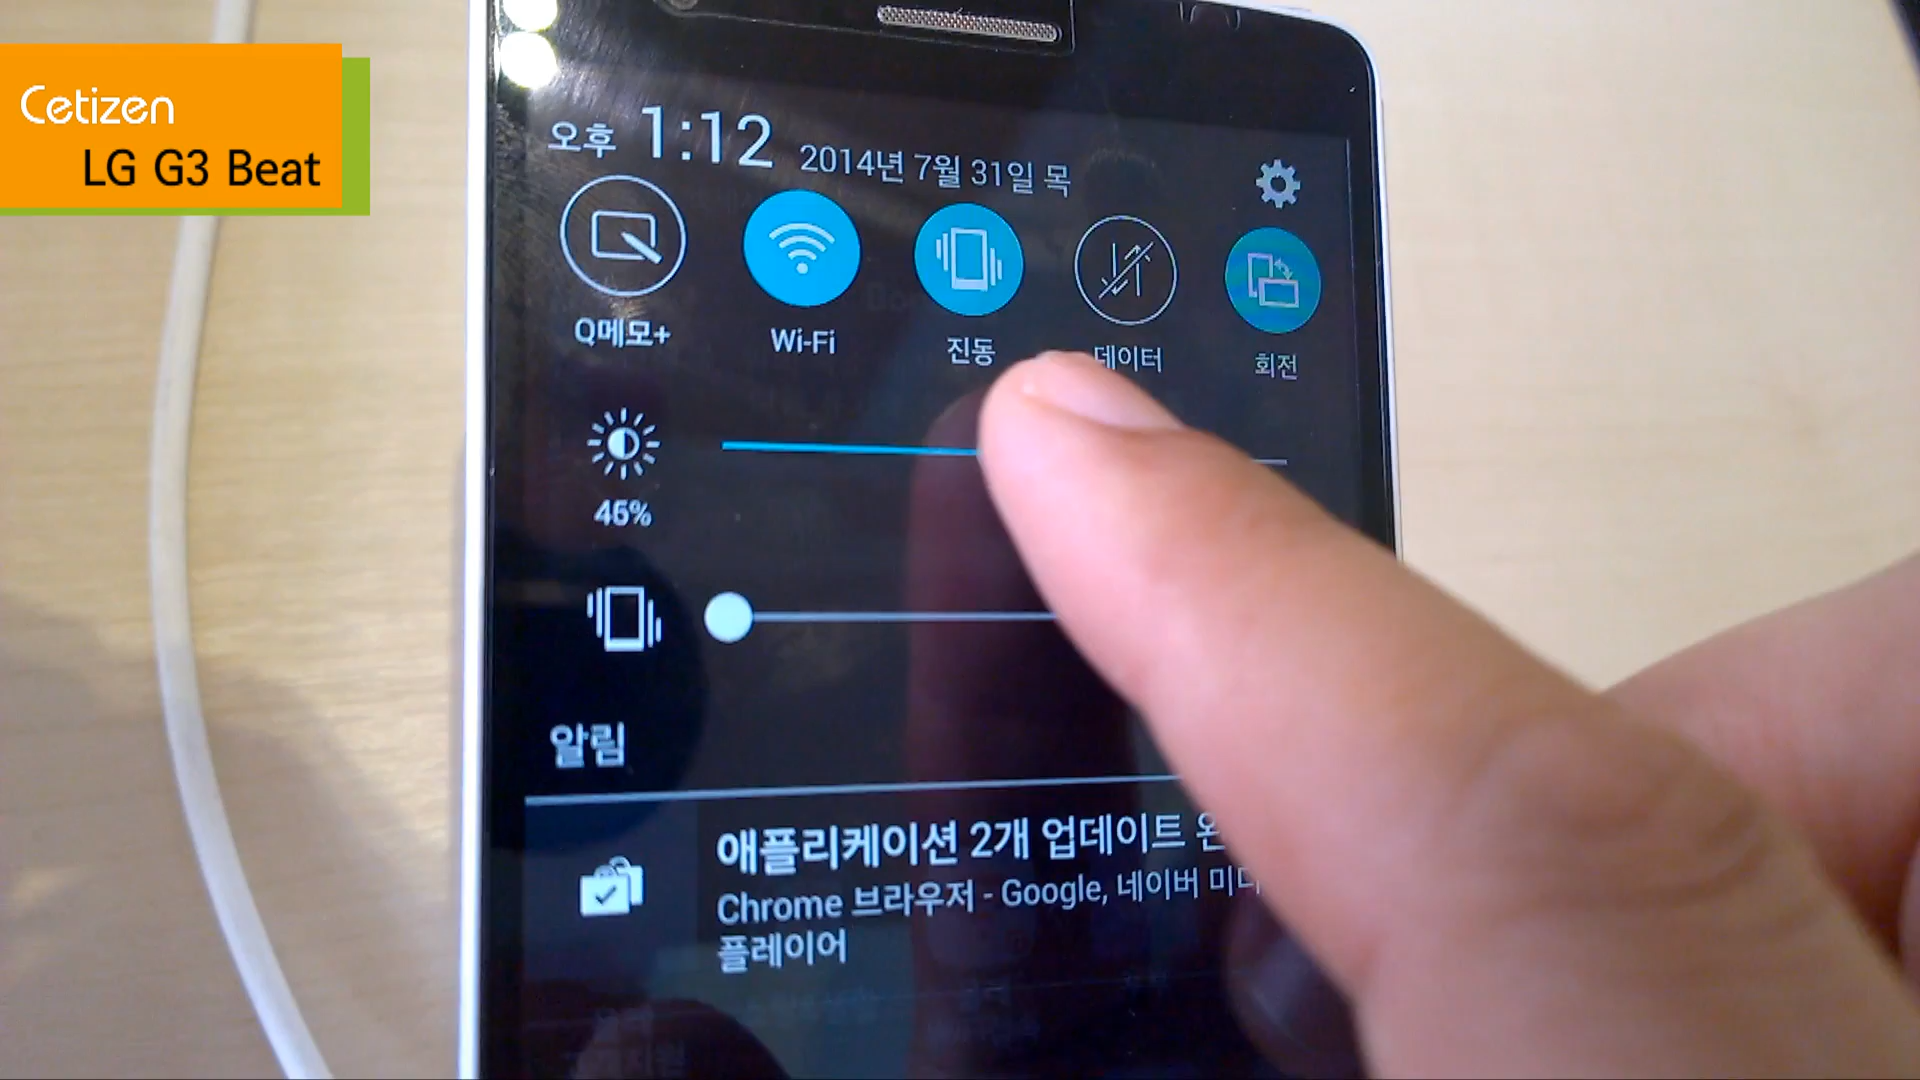 Cetizen
LG G3 Beat
오후 1:12 2014년 7월 31일 목
Q메모+ Wi-Fi 진동 데이터 회전
46%
알림
애플리케이션 2개 업데이트
Chrome 브라우저 - Google, 네이버
플레이어